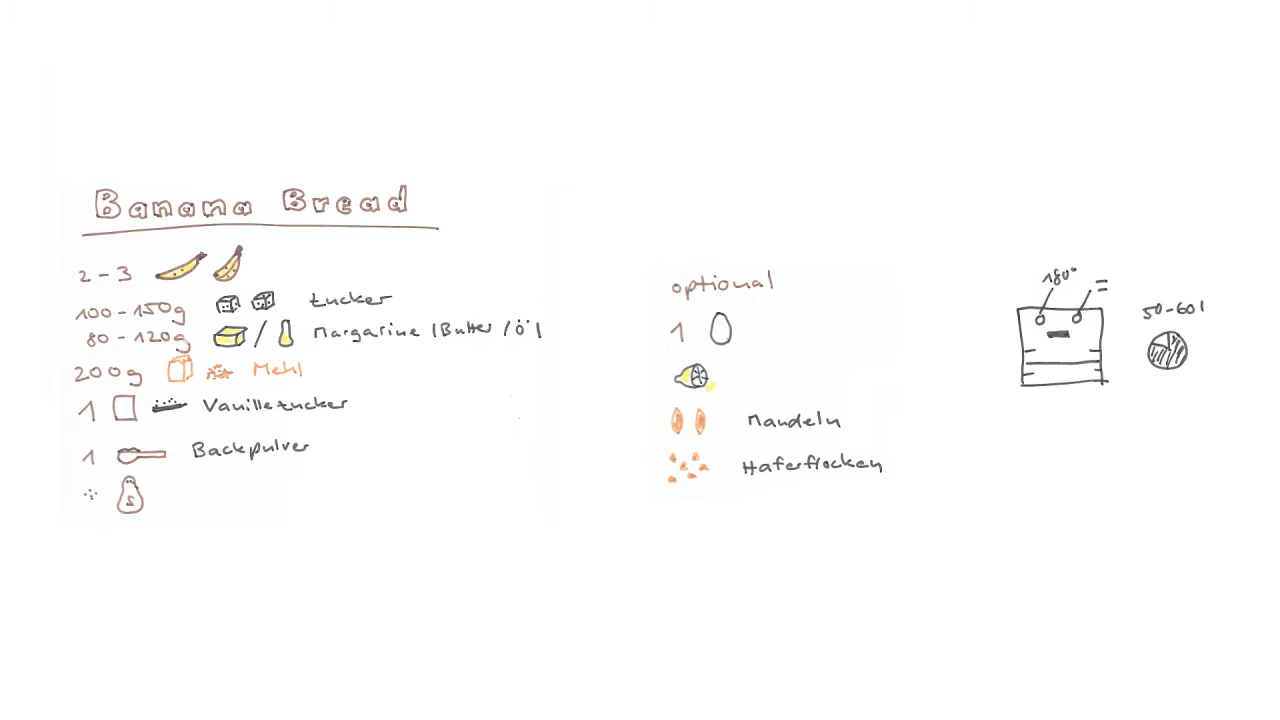 Banana Bread
2 - 3
100 - 150g Zucker
80 - 120g / Margarine / Butter / Öl
200g Mehl
1 Vanillezucker
1 Backpulver
S
optional
1
Mandeln
Haferflocken
180° =
50-60'